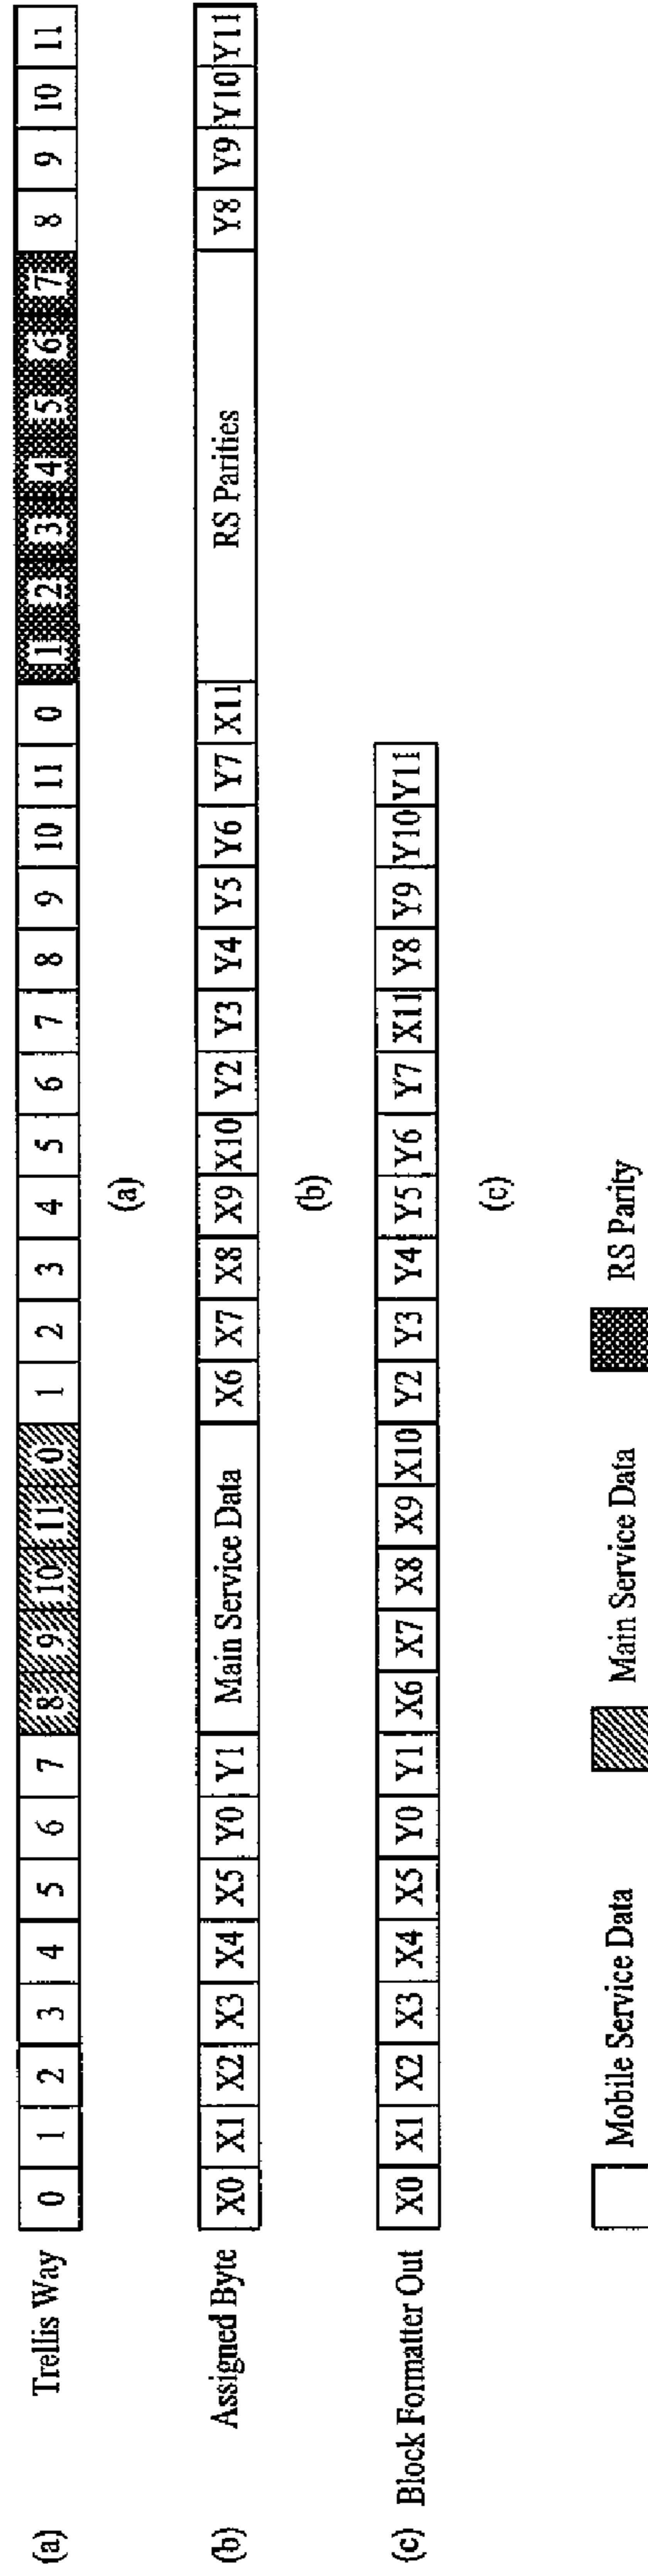 (a) Trellis Way 0 1 2 3 4 5 6 7 8 9 10 11 0 1 2 3 4 5 6 7 8 9 10 11 0 1 2 3 4 5 6 7 8 9 10 11
(a)
(b) Assigned Byte X0 X1 X2 X3 X4 X5 Y0 Y1 Main Service Data X6 X7 X8 X9 X10 Y2 Y3 Y4 Y5 Y6 Y7 X11 RS Parities Y8 Y9 Y10 Y11
(b)
(c) Block Formatter Out X0 X1 X2 X3 X4 X5 Y0 Y1 X6 X7 X8 X9 X10 Y2 Y3 Y4 Y5 Y6 Y7 X11 Y8 Y9 Y10 Y11
(c)
Mobile Service Data Main Service Data RS Parity